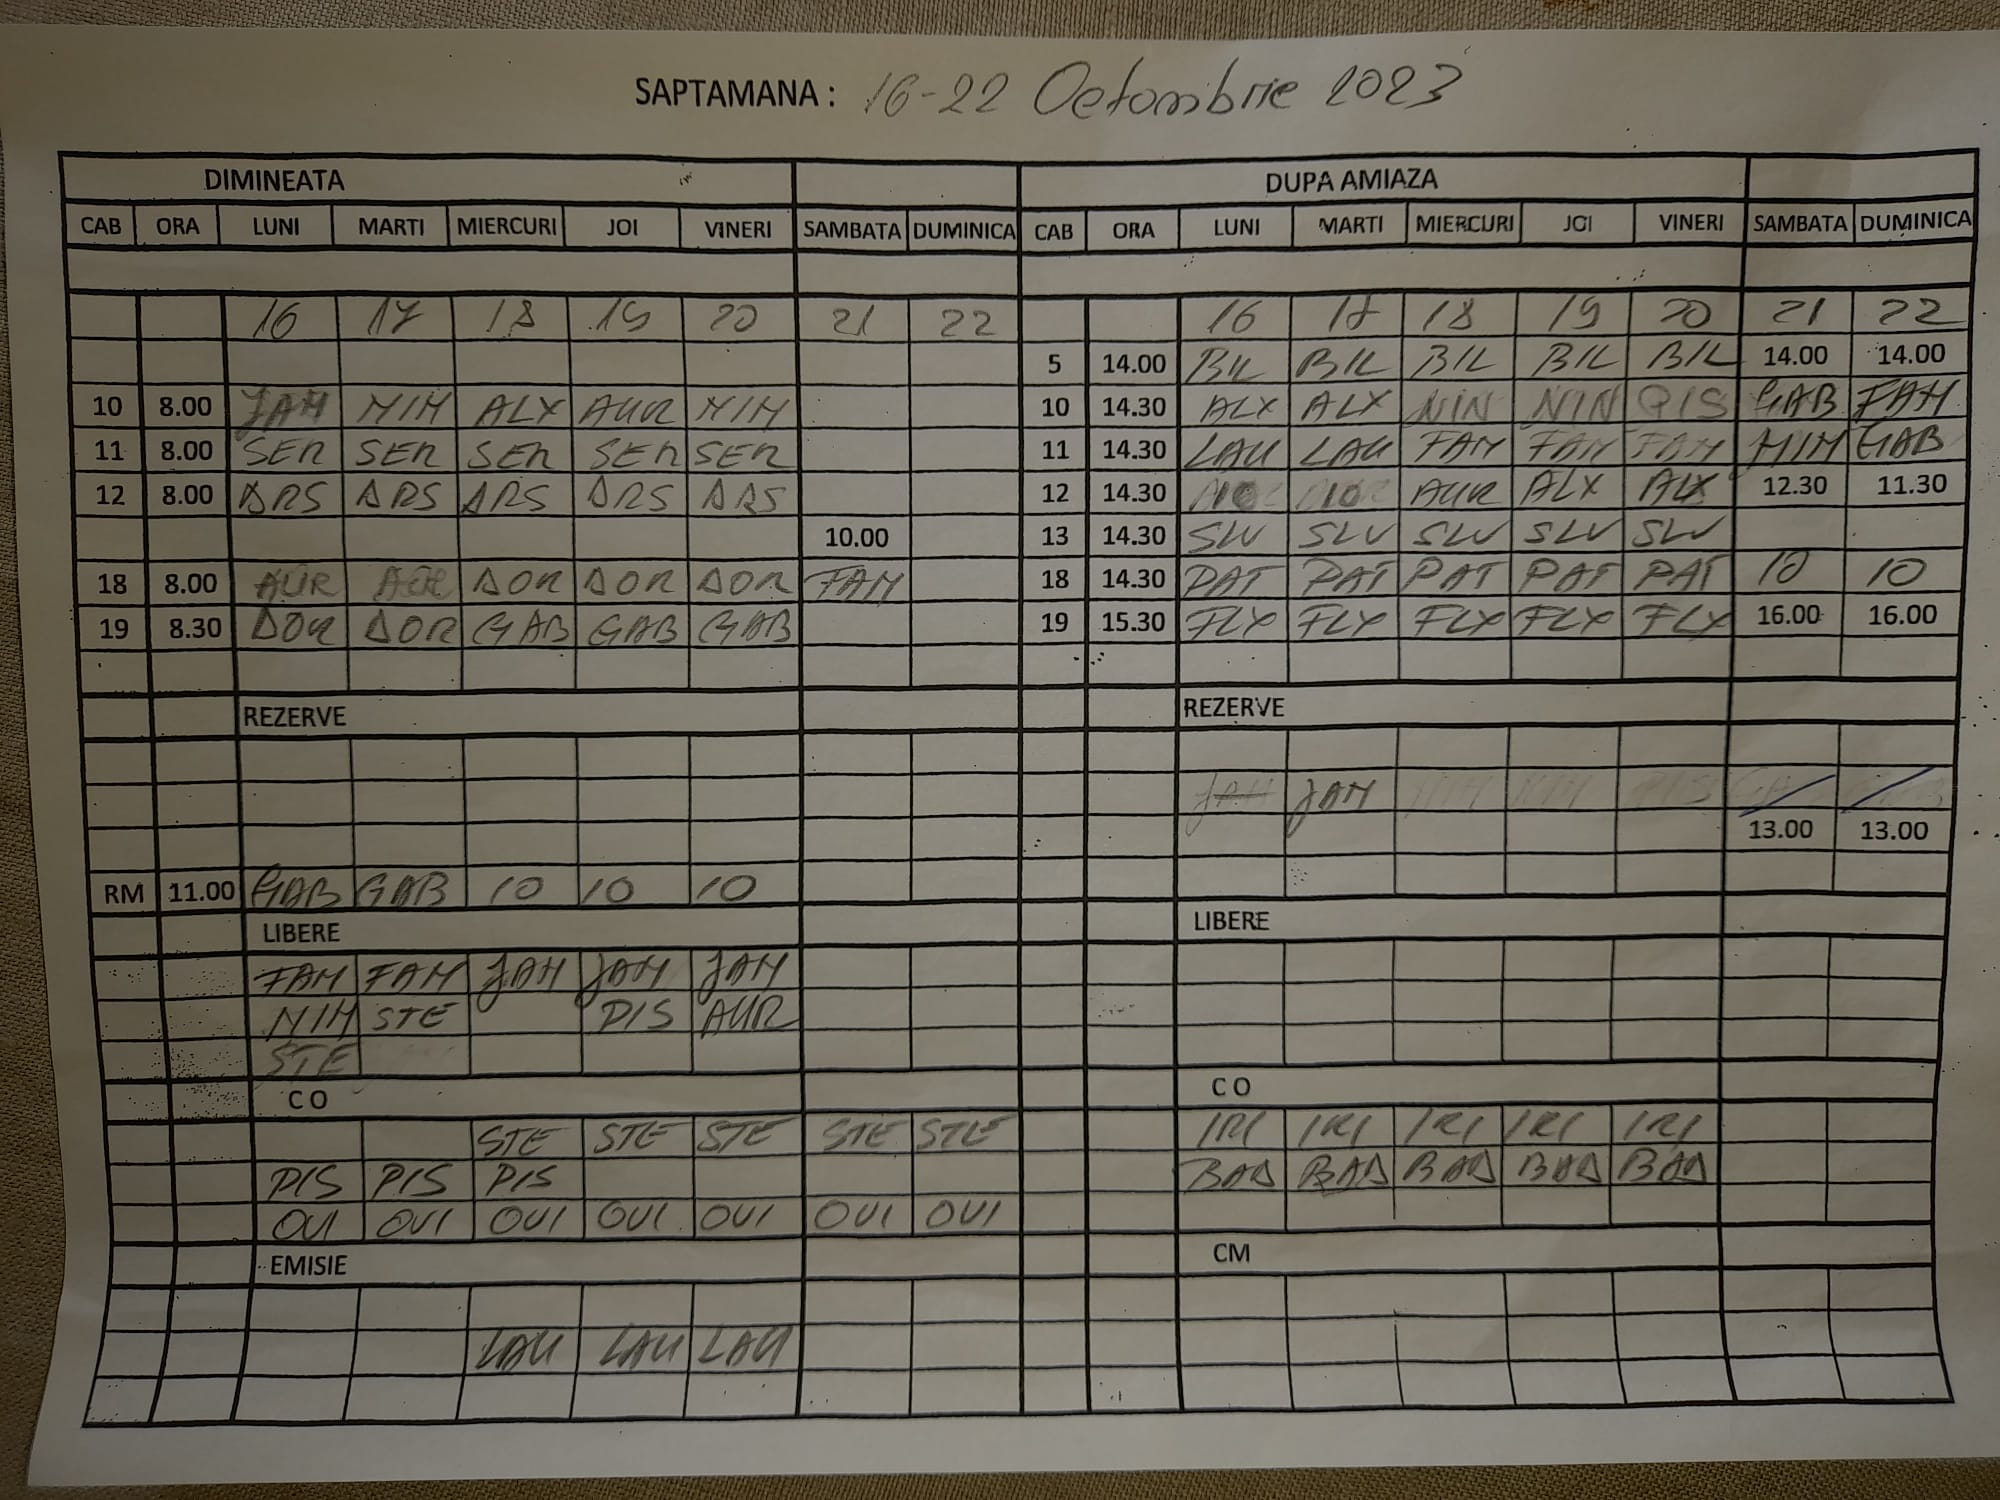 SAPTAMANA : 16-22 Octombrie 2023
DIMINEATA DUPA AMIAZA
CAB ORA LUNI MARTI MIERCURI JOI VINERI SAMBATA DUMINICA CAB ORA LUNI MARTI MIERCURI JOI VINERI SAMBATA DUMINICA
16 17 18 19 20 21 22 16 17 18 19 20 21 22
5 14.00 BIL BIL BIL BIL BIL 14.00 14.00
10 8.00 JAM MIH ALX AUR MIH 10 14.30 ALX ALX NIN NIN PIS GAB FAM
11 8.00 SER SER SER SER SER 11 14.30 LAU LAU FAM FAM FAM MIH GAB
12 8.00 DRS DRS DRS DRS DRS 12 14.30 10 10 AUR ALX ALX 12.30 11.30
10.00 13 14.30 SLV SLV SLV SLV SLV
18 8.00 AUR AUR DOR DOR DOR FAM 18 14.30 PAT PAT PAT PAT PAT 10 10
19 8.30 DOR DOR GAB GAB GAB 19 15.30 FLX FLX FLX FLX FLX 16.00 16.00
REZERVE REZERVE
JAM JAM
13.00 13.00
RM 11.00 GAB GAB 10 10 10
LIBERE LIBERE
FAM FAM JAM JAM JAM
MIH STE PIS AUR
STE
C O C O
STE STE STE STE STE IRI IRI IRI IRI IRI
PIS PIS PIS BAD BAD BAD BAD BAD
OUI OUI OUI OUI OUI OUI OUI
EMISIE CM
LAU LAU LAU